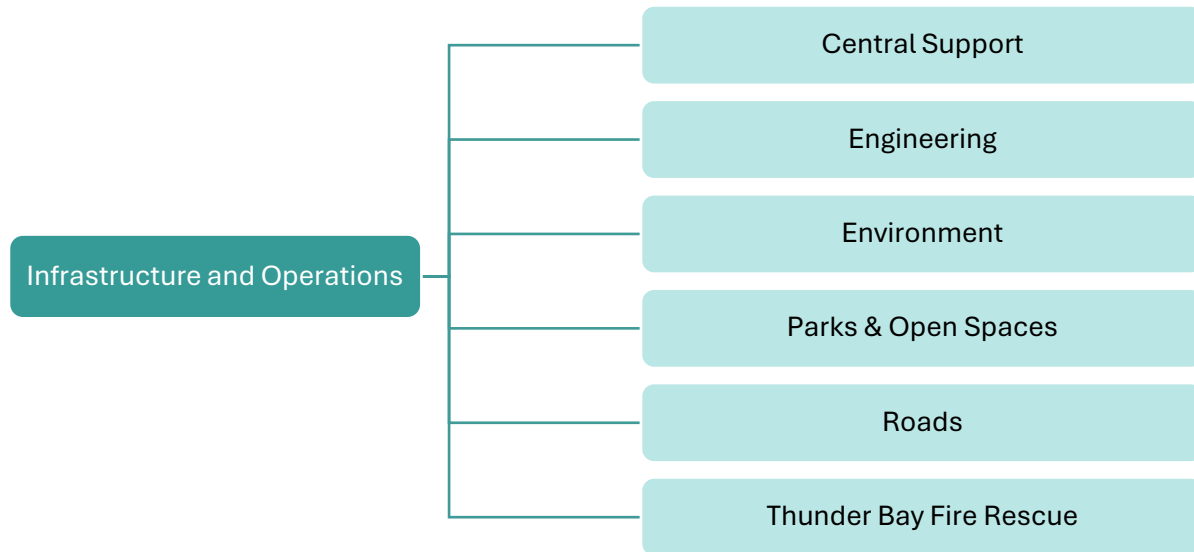 Central Support
Engineering
Environment
Infrastructure and Operations
Parks & Open Spaces
Roads
Thunder Bay Fire Rescue